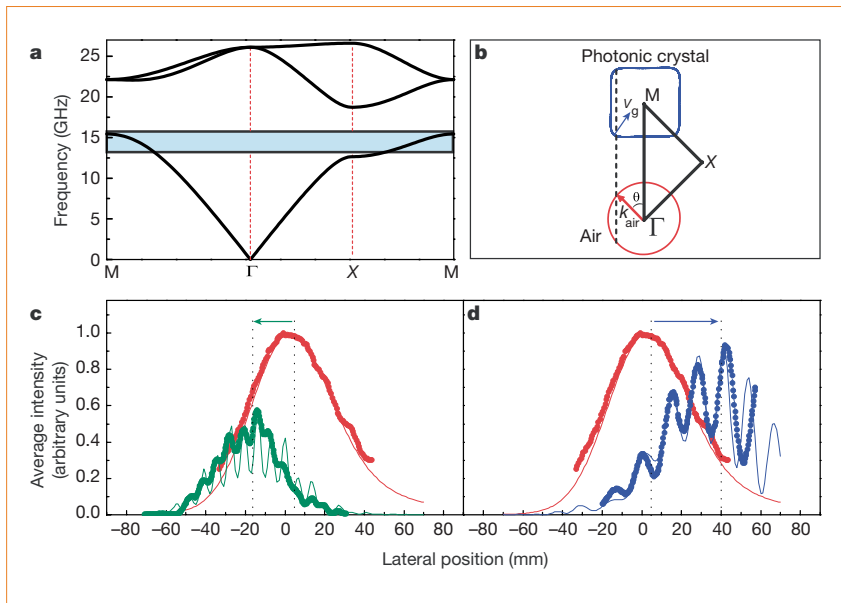 a
Frequency (GHz)
25
20
15
10
5
0
M Γ X M
b
Photonic crystal
M
Vg
X
θ
kair
Γ
Air
c
Average intensity
(arbitrary units)
1.0
0.8
0.6
0.4
0.2
0.0
−80 −60 −40 −20 0 20 40 60
d
−80 −60 −40 −20 0 20 40 60 80
Lateral position (mm)